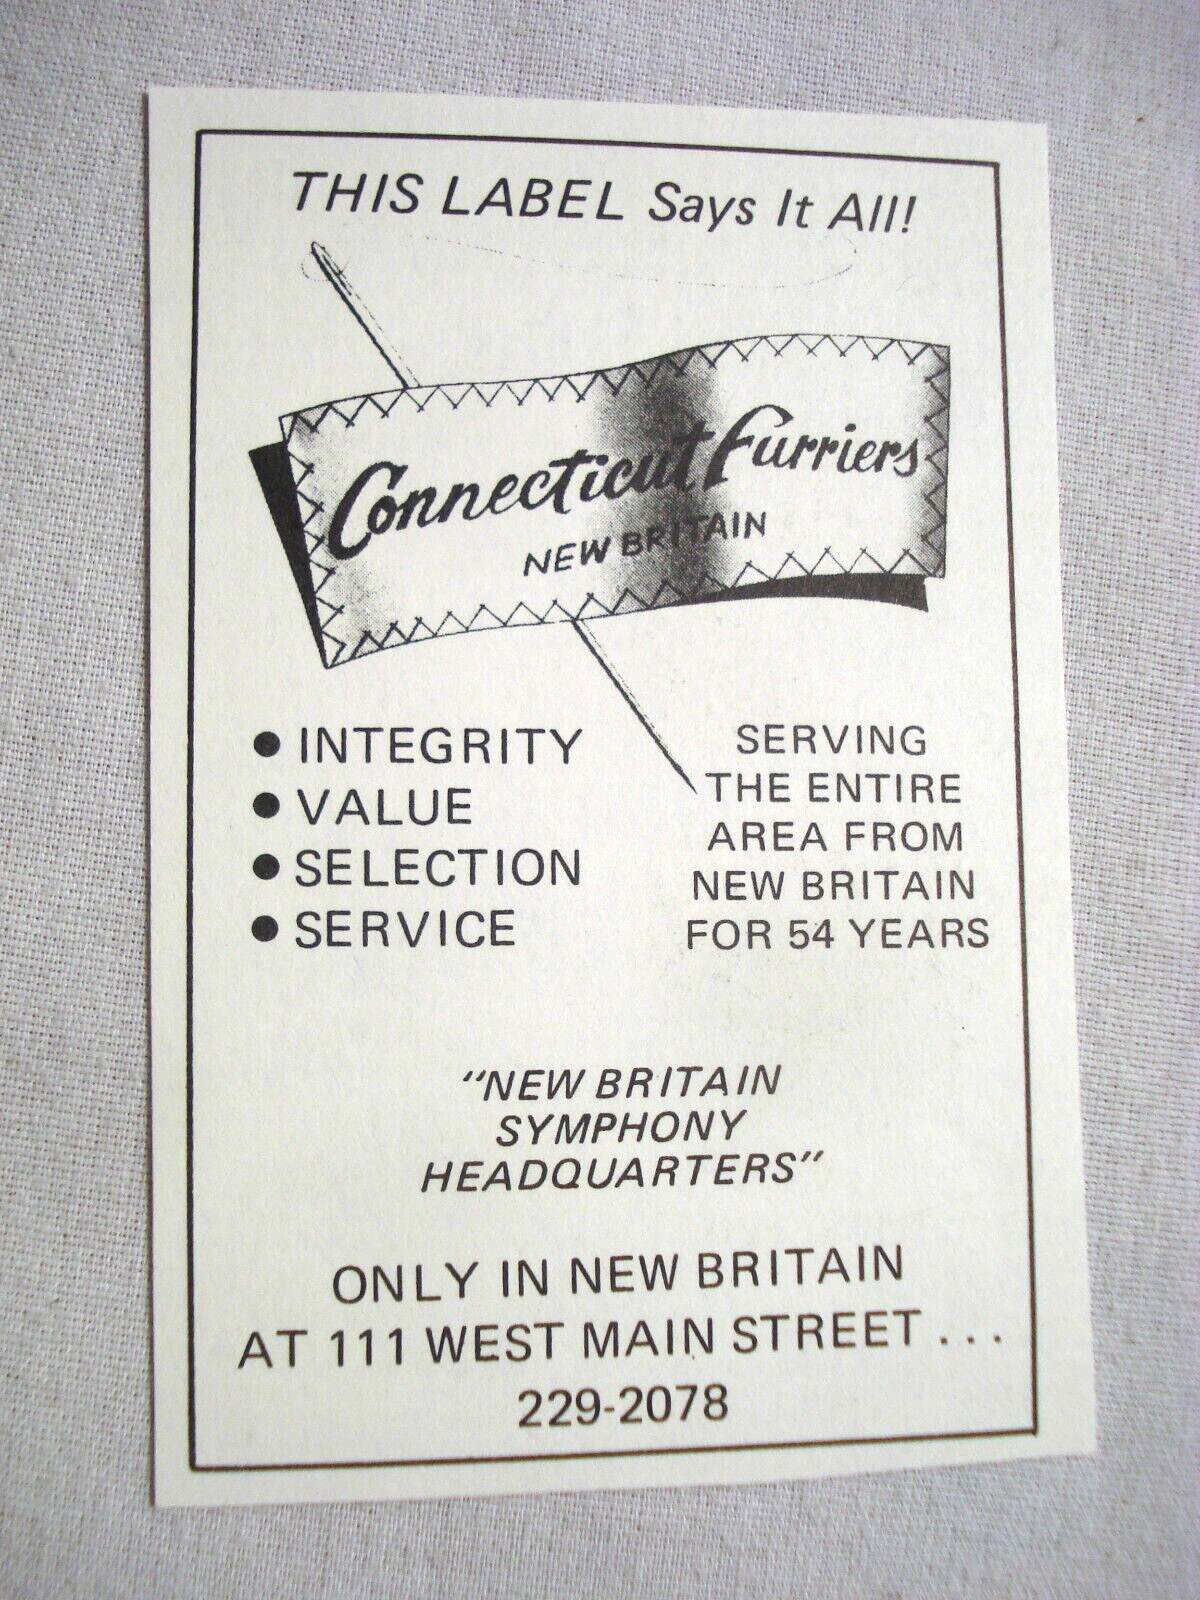 THIS LABEL Says It All!
Connecticut Furriers
NEW BRITAIN
● INTEGRITY
● VALUE
● SELECTION
● SERVICE
SERVING
THE ENTIRE
AREA FROM
NEW BRITAIN
FOR 54 YEARS
"NEW BRITAIN
SYMPHONY
HEADQUARTERS"
ONLY IN NEW BRITAIN
AT 111 WEST MAIN STREET . . .
229-2078